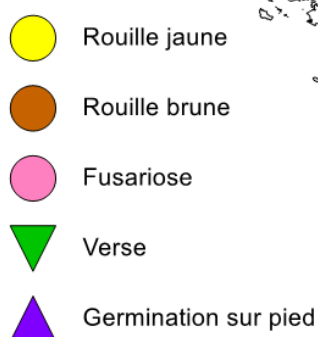 Rouille jaune
Rouille brune
Fusariose
Verse
Germination sur pied